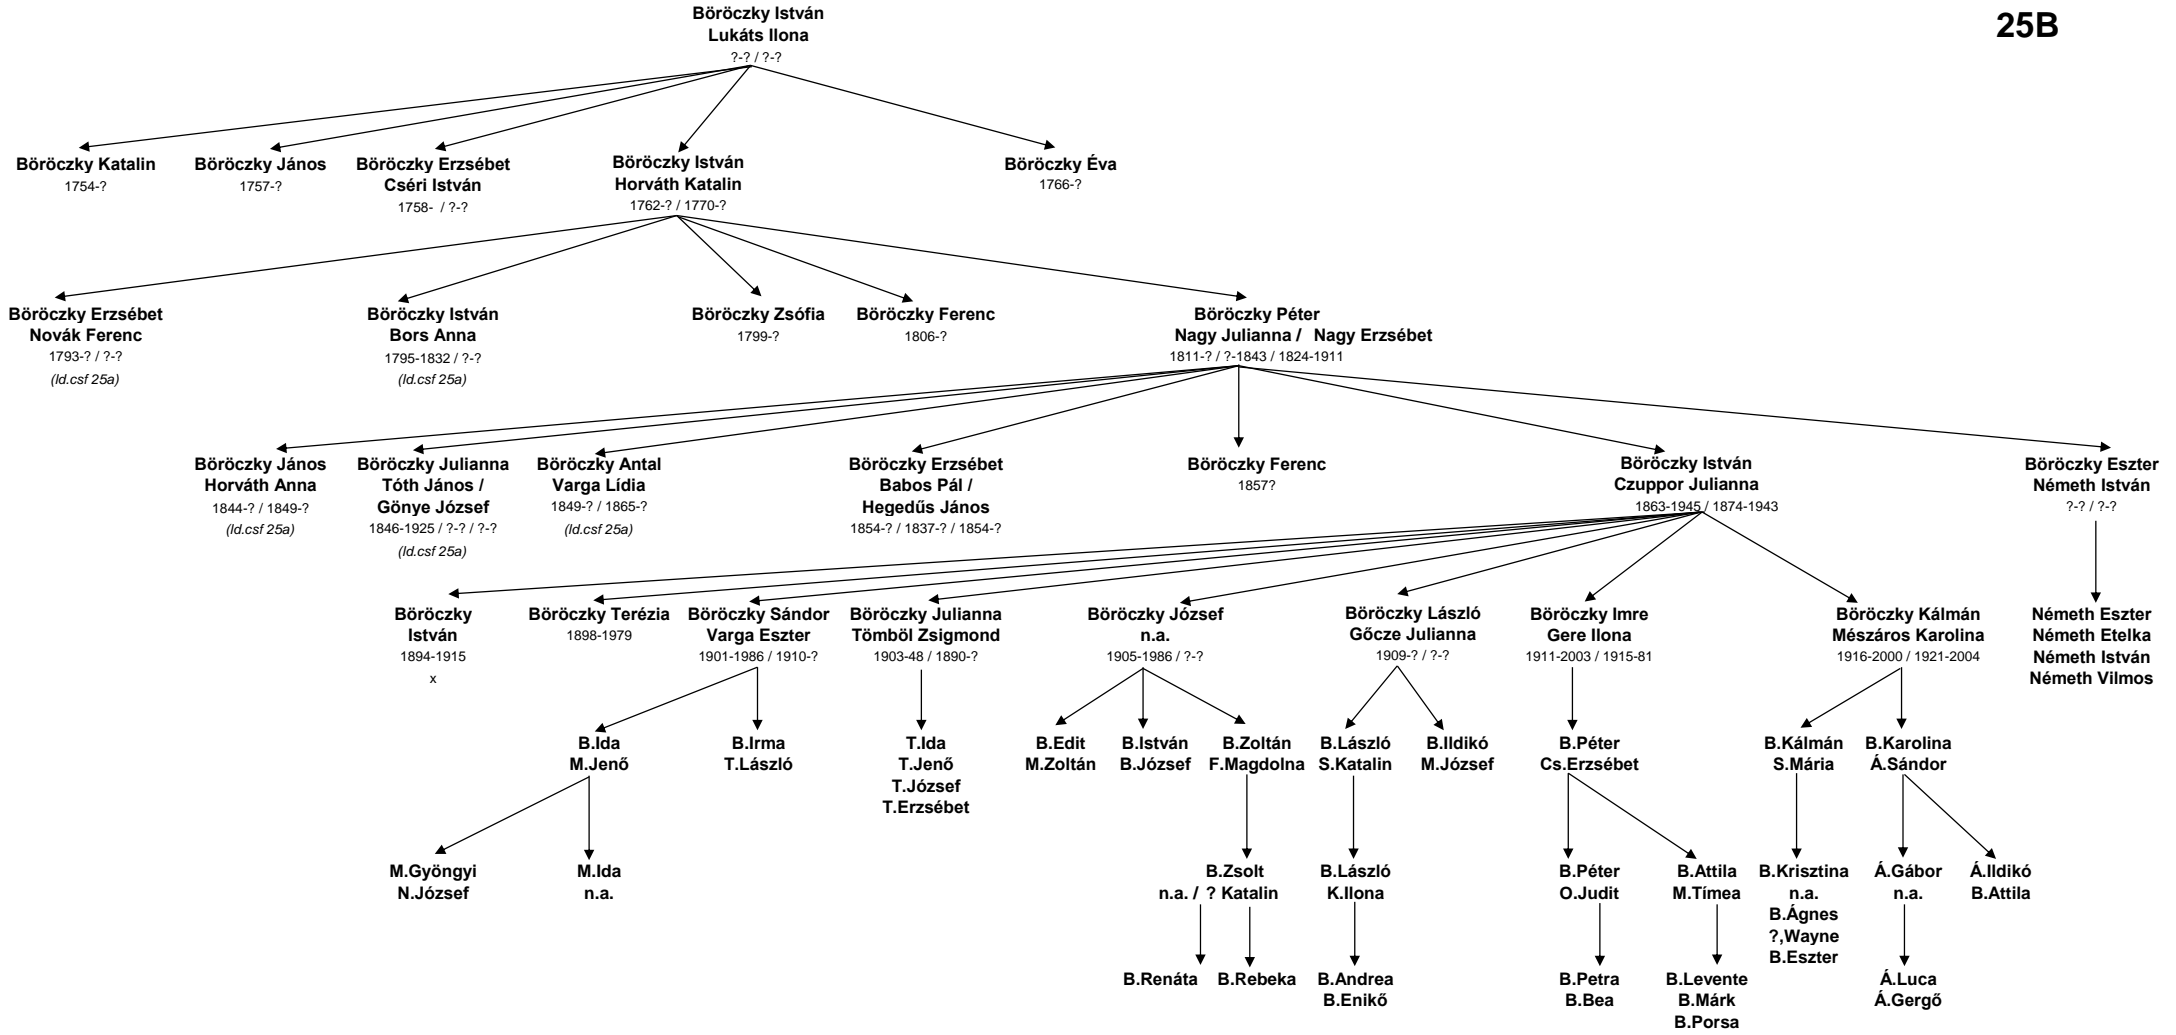 25B
Böröczky István
Lukáts Ilona
?-? / ?-?
Böröczky Katalin
1754-?
Böröczky János
1757-?
Böröczky Erzsébet
Cséri István
1758- / ?-?
Böröczky István
Horváth Katalin
1762-? / 1770-?
Böröczky Éva
1766-?
Böröczky Erzsébet
Novák Ferenc
1793-? / ?-?
(ld.csf 25a)
Böröczky István
Bors Anna
1795-1832 / ?-?
(ld.csf 25a)
Böröczky Zsófia
1799-?
Böröczky Ferenc
1806-?
Böröczky Péter
Nagy Julianna / Nagy Erzsébet
1811-? / ?-1843 / 1824-1911
Böröczky János
Horváth Anna
1844-? / 1849-?
(ld.csf 25a)
Böröczky Julianna
Tóth János /
Gönye József
1846-1925 / ?-? / ?-?
(ld.csf 25a)
Böröczky Antal
Varga Lídia
1849-? / 1865-?
(ld.csf 25a)
Böröczky Erzsébet
Babos Pál /
Hegedűs János
1854-? / 1837-? / 1854-?
Böröczky Ferenc
1857?
Böröczky István
Czuppor Julianna
1863-1945 / 1874-1943
Böröczky Eszter
Németh István
?-? / ?-?
Böröczky
István
1894-1915
x
Böröczky Terézia
1898-1979
Böröczky Sándor
Varga Eszter
1901-1986 / 1910-?
Böröczky Julianna
Tömböl Zsigmond
1903-48 / 1890-?
Böröczky József
n.a.
1905-1986 / ?-?
Böröczky László
Gőcze Julianna
1909-? / ?-?
Böröczky Imre
Gere Ilona
1911-2003 / 1915-81
Böröczky Kálmán
Mészáros Karolina
1916-2000 / 1921-2004
Németh Eszter
Németh Etelka
Németh István
Németh Vilmos
B.Ida
M.Jenő
B.Irma
T.László
T.Ida
T.Jenő
T.József
T.Erzsébet
B.Edit
M.Zoltán
B.István
B.József
B.Zoltán
F.Magdolna
B.László
S.Katalin
B.Ildikó
M.József
B.Péter
Cs.Erzsébet
B.Kálmán
S.Mária
B.Karolina
Á.Sándor
M.Gyöngyi
N.József
M.Ida
n.a.
B.Zsolt
n.a. / ? Katalin
B.László
K.Ilona
B.Péter
O.Judit
B.Attila
M.Tímea
B.Krisztina
n.a.
B.Ágnes
?,Wayne
B.Eszter
Á.Gábor
n.a.
Á.Ildikó
B.Attila
B.Renáta
B.Rebeka
B.Andrea
B.Enikő
B.Petra
B.Bea
B.Levente
B.Márk
B.Porsa
Á.Luca
Á.Gergő